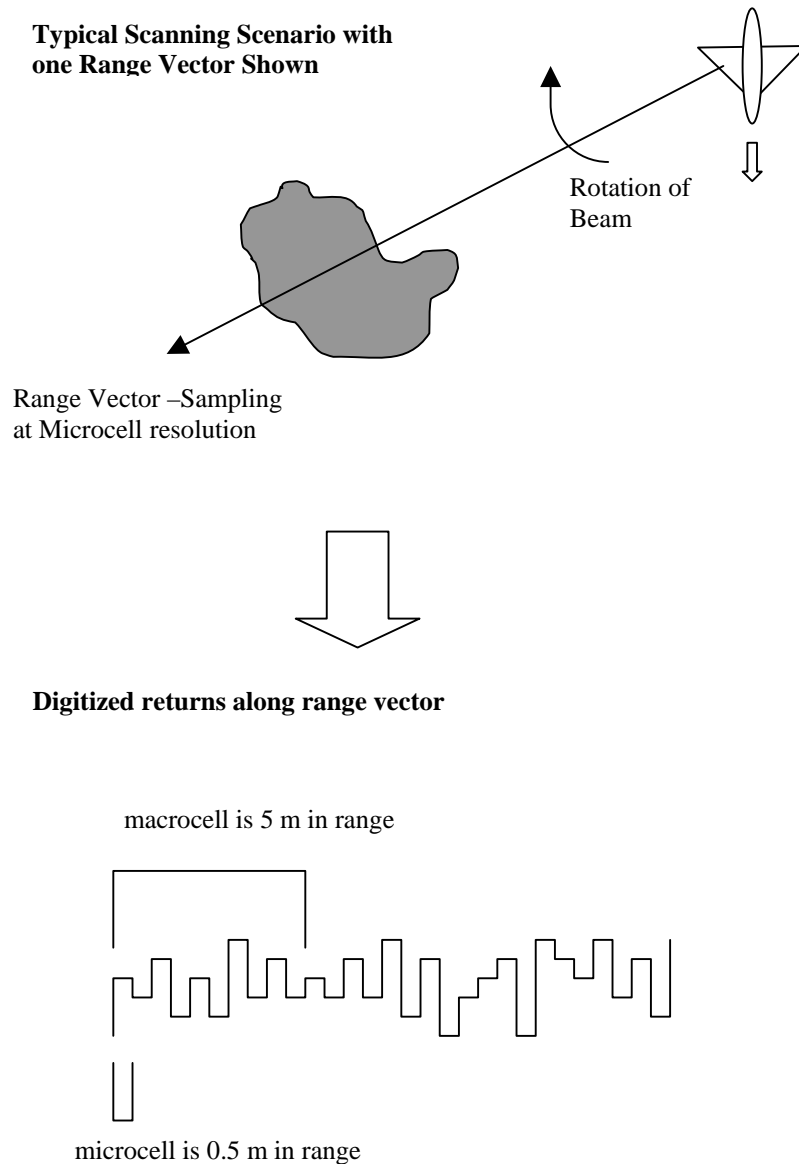 Typical Scanning Scenario with
one Range Vector Shown
Rotation of
Beam
Range Vector –Sampling
at Microcell resolution
Digitized returns along range vector
macrocell is 5 m in range
microcell is 0.5 m in range